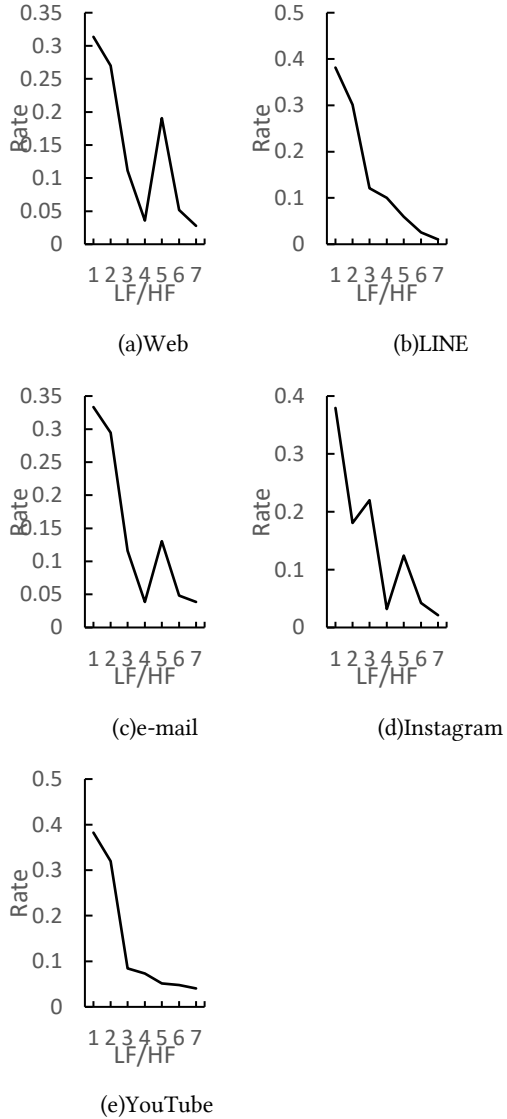 0.35
0.3
0.25
0.2
0.15
0.1
0.05
0
Rate
1 2 3 4 5 6 7
LF/HF
(a)Web
0.5
0.4
0.3
0.2
0.1
0
Rate
1 2 3 4 5 6 7
LF/HF
(b)LINE
0.35
0.3
0.25
0.2
0.15
0.1
0.05
0
Rate
1 2 3 4 5 6 7
LF/HF
(c)e-mail
0.4
0.3
0.2
0.1
0
Rate
1 2 3 4 5 6 7
LF/HF
(d)Instagram
0.5
0.4
0.3
0.2
0.1
0
Rate
1 2 3 4 5 6 7
LF/HF
(e)YouTube